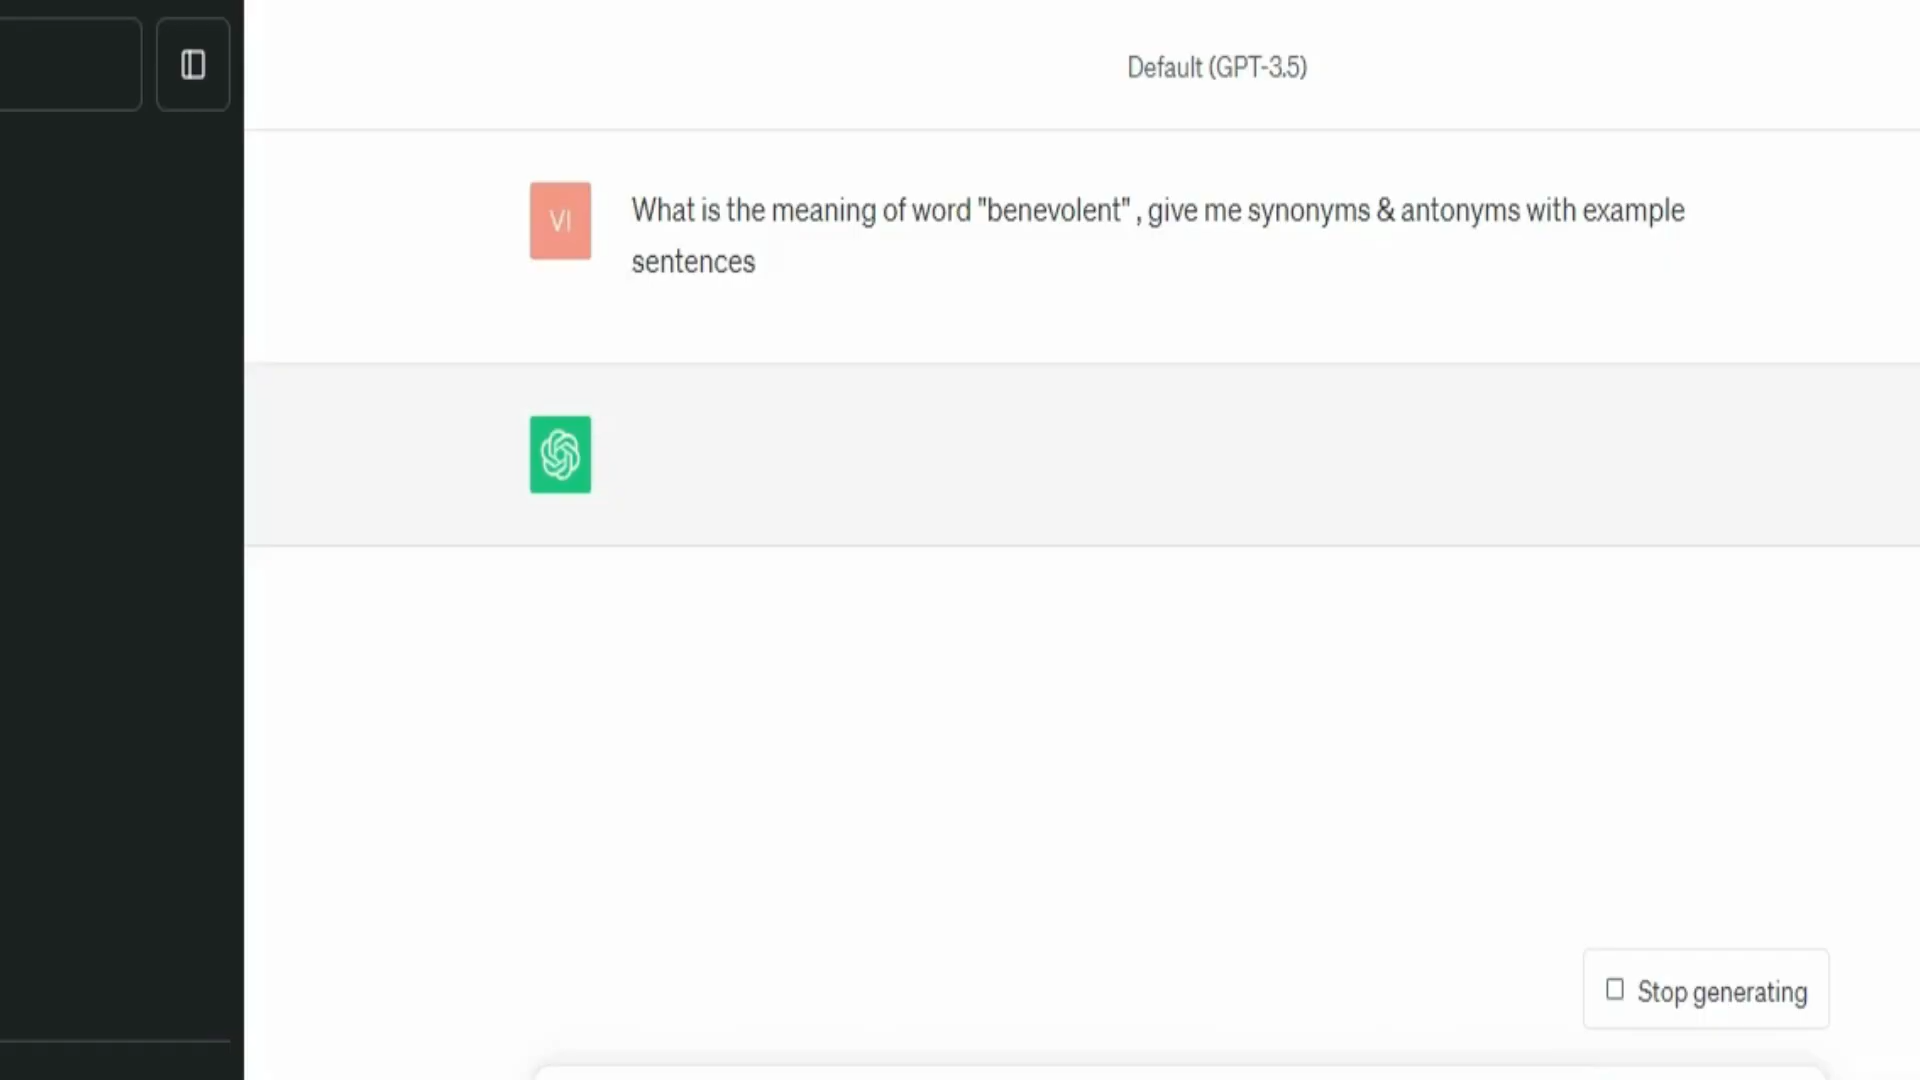 Default (GPT-3.5)
VI
What is the meaning of word "benevolent" , give me synonyms & antonyms with example
sentences
Stop generating